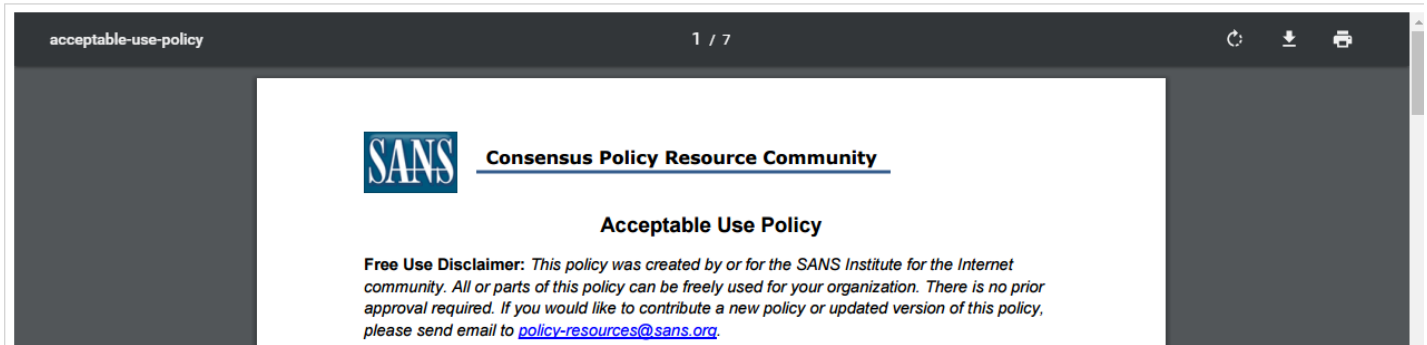 acceptable-use-policy
1 / 7
SANS
Consensus Policy Resource Community
Acceptable Use Policy
Free Use Disclaimer: This policy was created by or for the SANS Institute for the Internet
community. All or parts of this policy can be freely used for your organization. There is no prior
approval required. If you would like to contribute a new policy or updated version of this policy,
please send email to policy-resources@sans.org.